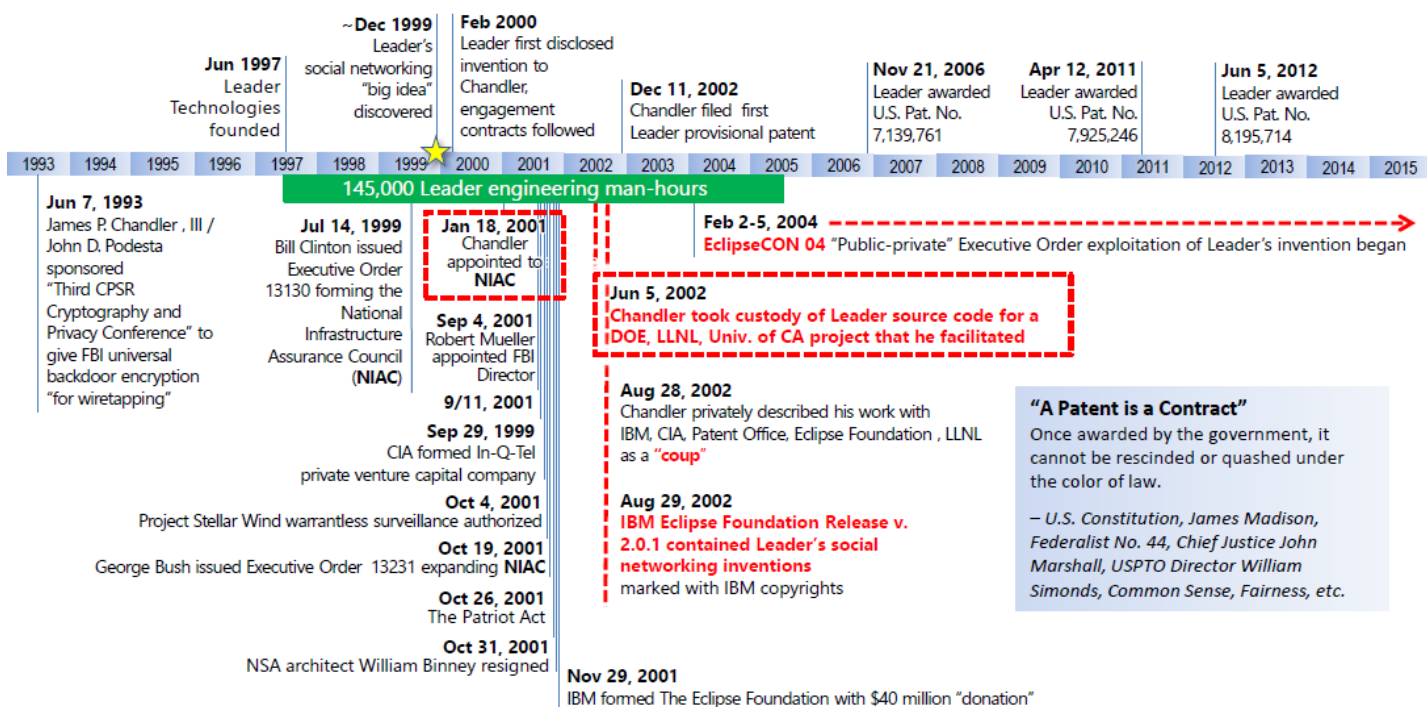 ~Dec 1999
Leader's
social networking
"big idea"
discovered
Feb 2000
Leader first disclosed
invention to
Chandler,
engagement
contracts followed
Jun 1997
Leader
Technologies
founded
Dec 11, 2002
Chandler filed first
Leader provisional patent
Nov 21, 2006
Leader awarded
U.S. Pat. No.
7,139,761
Apr 12, 2011
Leader awarded
U.S. Pat. No.
7,925,246
Jun 5, 2012
Leader awarded
U.S. Pat. No.
8,195,714
1993 1994 1995 1996 1997 1998 1999 2000 2001 2002 2003 2004 2005 2006 2007 2008 2009 2010 2011 2012 2013 2014 2015
145,000 Leader engineering man-hours
Jun 7, 1993
James P. Chandler , III /
John D. Podesta
sponsored
"Third CPSR
Cryptography and
Privacy Conference" to
give FBI universal
backdoor encryption
"for wiretapping"
Jul 14, 1999
Bill Clinton issued
Executive Order
13130 forming the
National
Infrastructure
Assurance Council
(NIAC)
Jan 18, 2001
Chandler
appointed to
NIAC
Sep 4, 2001
Robert Mueller
appointed FBI
Director
9/11, 2001
Sep 29, 1999
CIA formed In-Q-Tel
private venture capital company
Oct 4, 2001
Project Stellar Wind warrantless surveillance authorized
Oct 19, 2001
George Bush issued Executive Order 13231 expanding NIAC
Oct 26, 2001
The Patriot Act
Oct 31, 2001
NSA architect William Binney resigned
Nov 29, 2001
IBM formed The Eclipse Foundation with $40 million "donation"
Feb 2-5, 2004
EclipseCON 04 "Public-private" Executive Order exploitation of Leader's invention began
Jun 5, 2002
Chandler took custody of Leader source code for a
DOE, LLNL, Univ. of CA project that he facilitated
Aug 28, 2002
Chandler privately described his work with
IBM, CIA, Patent Office, Eclipse Foundation , LLNL
as a "coup"
Aug 29, 2002
IBM Eclipse Foundation Release v.
2.0.1 contained Leader's social
networking inventions
marked with IBM copyrights
"A Patent is a Contract"
Once awarded by the government, it
cannot be rescinded or quashed under
the color of law.
– U.S. Constitution, James Madison,
Federalist No. 44, Chief Justice John
Marshall, USPTO Director William
Simonds, Common Sense, Fairness, etc.